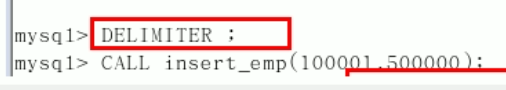 mysql> DELIMITER ;
mysql> CALL insert_emp(100001,500000);